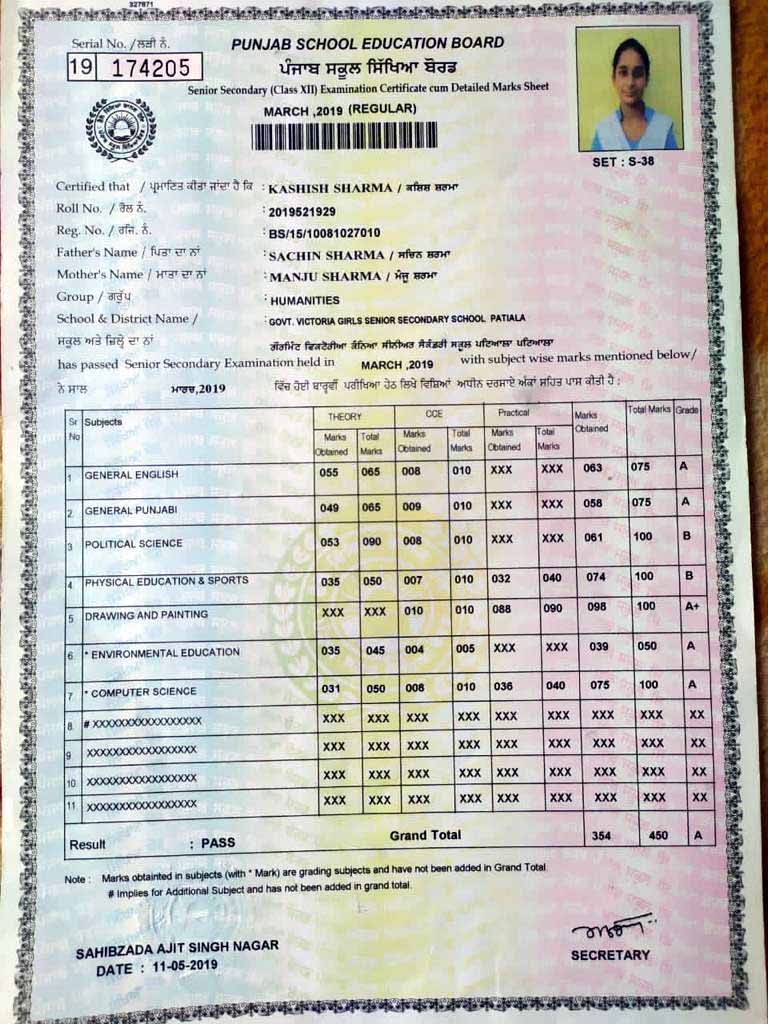 327871
Serial No. /ਲੜੀ ਨੰ.
19 174205
PUNJAB SCHOOL EDUCATION BOARD
ਪੰਜਾਬ ਸਕੂਲ ਸਿੱਖਿਆ ਬੋਰਡ
Senior Secondary (Class XII) Examination Certificate cum Detailed Marks Sheet
MARCH ,2019 (REGULAR)
SET : S-38
Certified that / ਪ੍ਰਮਾਣਿਤ ਕੀਤਾ ਜਾਂਦਾ ਹੈ ਕਿ : KASHISH SHARMA / ਕਸ਼ਿਸ਼ ਸ਼ਰਮਾ
Roll No. / ਰੋਲ ਨੰ. : 2019521929
Reg. No. / ਰਜਿ. ਨੰ. : BS/15/10081027010
Father's Name / ਪਿਤਾ ਦਾ ਨਾਂ : SACHIN SHARMA / ਸਚਿਨ ਸ਼ਰਮਾ
Mother's Name / ਮਾਤਾ ਦਾ ਨਾਂ : MANJU SHARMA / ਮੰਜੂ ਸ਼ਰਮਾ
Group / ਗਰੁੱਪ : HUMANITIES
School & District Name / : GOVT. VICTORIA GIRLS SENIOR SECONDARY SCHOOL PATIALA
ਸਕੂਲ ਅਤੇ ਜ਼ਿਲ੍ਹੇ ਦਾ ਨਾਂ ਗੌਰਮਿੰਟ ਵਿਕਟੋਰੀਆ ਕੰਨਿਆ ਸੀਨੀਅਰ ਸੈਕੰਡਰੀ ਸਕੂਲ ਪਟਿਆਲਾ ਪਟਿਆਲਾ
has passed Senior Secondary Examination held in MARCH ,2019 with subject wise marks mentioned below/
ਨੇ ਸਾਲ ਮਾਰਚ,2019 ਵਿੱਚ ਹੋਈ ਬਾਰ੍ਹਵੀਂ ਪਰੀਖਿਆ ਹੇਠ ਲਿਖੇ ਵਿਸ਼ਿਆਂ ਅਧੀਨ ਦਰਸਾਏ ਅੰਕਾਂ ਸਹਿਤ ਪਾਸ ਕੀਤੀ ਹੈ :
Sr No Subjects THEORY CCE Practical Marks Obtained Total Marks Grade
Marks Obtained Total Marks Marks Obtained Total Marks Marks Obtained Total Marks
1 GENERAL ENGLISH 055 065 008 010 XXX XXX 063 075 A
2 GENERAL PUNJABI 049 065 009 010 XXX XXX 058 075 A
3 POLITICAL SCIENCE 053 090 008 010 XXX XXX 061 100 B
4 PHYSICAL EDUCATION & SPORTS 035 050 007 010 032 040 074 100 B
5 DRAWING AND PAINTING XXX XXX 010 010 088 090 098 100 A+
6 * ENVIRONMENTAL EDUCATION 035 045 004 005 XXX XXX 039 050 A
7 * COMPUTER SCIENCE 031 050 008 010 036 040 075 100 A
8 # XXXXXXXXXXXXXXXXX XXX XXX XXX XXX XXX XXX XXX XXX XX
9 XXXXXXXXXXXXXXXXX XXX XXX XXX XXX XXX XXX XXX XXX XX
10 XXXXXXXXXXXXXXXXX XXX XXX XXX XXX XXX XXX XXX XXX XX
11 XXXXXXXXXXXXXXXXX XXX XXX XXX XXX XXX XXX XXX XXX XX
Result : PASS Grand Total 354 450 A
Note : Marks obtainted in subjects (with * Mark) are grading subjects and have not been added in Grand Total
# Implies for Additional Subject and has not been added in grand total.
SAHIBZADA AJIT SINGH NAGAR
DATE : 11-05-2019
SECRETARY